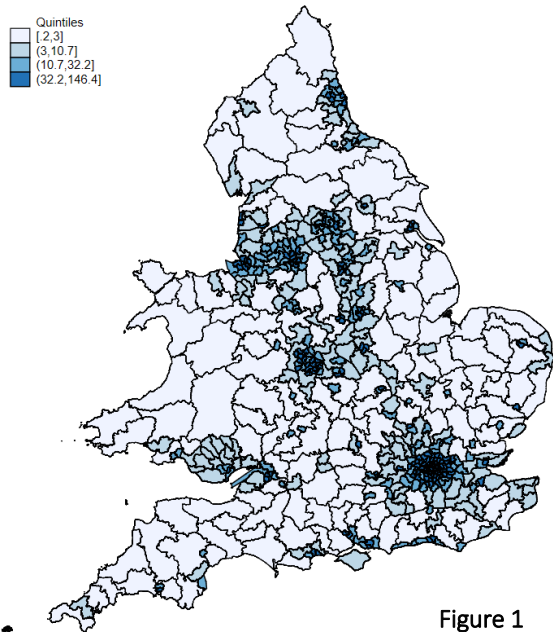 Quintiles
[.2,3]
(3,10.7]
(10.7,32.2]
(32.2,146.4]
Figure 1